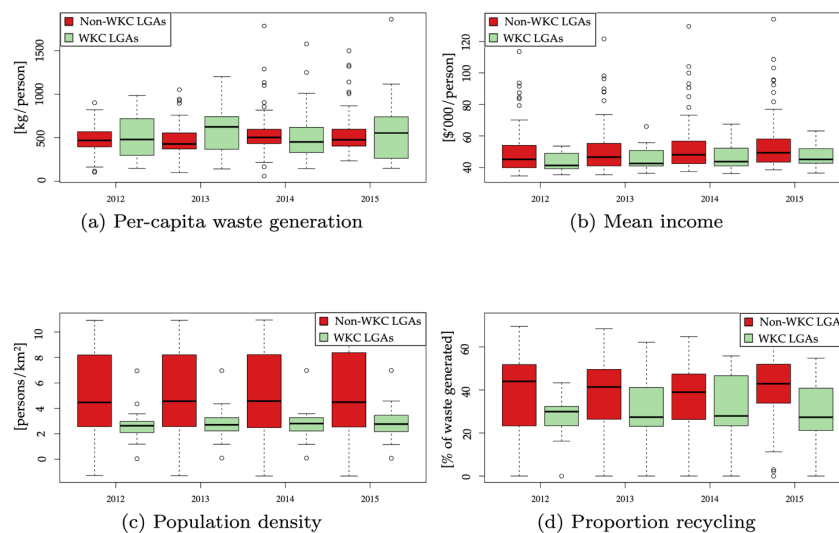 Non-WKC LGAs
WKC LGAs
[kg/person]
0 500 1000 1500
2012 2013 2014 2015
(a) Per-capita waste generation
Non-WKC LGAs
WKC LGAs
[$'000/person]
40 60 80 100 120
2012 2013 2014 2015
(b) Mean income
Non-WKC LGAs
WKC LGAs
[persons/km²]
0 2 4 6 8 10
2012 2013 2014 2015
(c) Population density
Non-WKC LGA
WKC LGAs
[% of waste generated]
0 20 40 60
2012 2013 2014 2015
(d) Proportion recycling